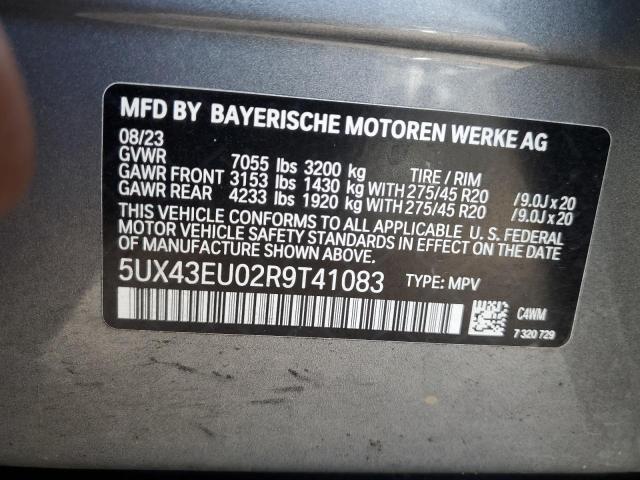 MFD BY BAYERISCHE MOTOREN WERKE AG
08/23
GVWR 7055 lbs 3200 kg TIRE / RIM
GAWR FRONT 3153 lbs 1430 kg WITH 275/45 R20 /9.0J x 20
GAWR REAR 4233 lbs 1920 kg WITH 275/45 R20 /9.0J x 20
THIS VEHICLE CONFORMS TO ALL APPLICABLE U.S. FEDERAL
MOTOR VEHICLE SAFETY STANDARDS IN EFFECT ON THE DATE
OF MANUFACTURE SHOWN ABOVE.
5UX43EU02R9T41083 TYPE: MPV
C4WM
7 320 729